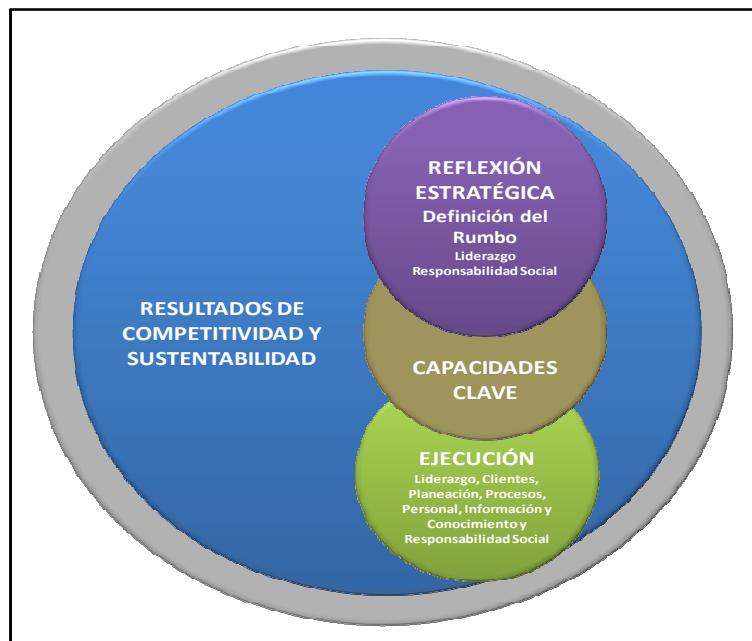 REFLEXIÓN
ESTRATÉGICA
Definición del
Rumbo
Liderazgo
Responsabilidad Social
RESULTADOS DE
COMPETITIVIDAD Y
SUSTENTABILIDAD
CAPACIDADES
CLAVE
EJECUCIÓN
Liderazgo, Clientes,
Planeación, Procesos,
Personal, Información y
Conocimiento y
Responsabilidad Social